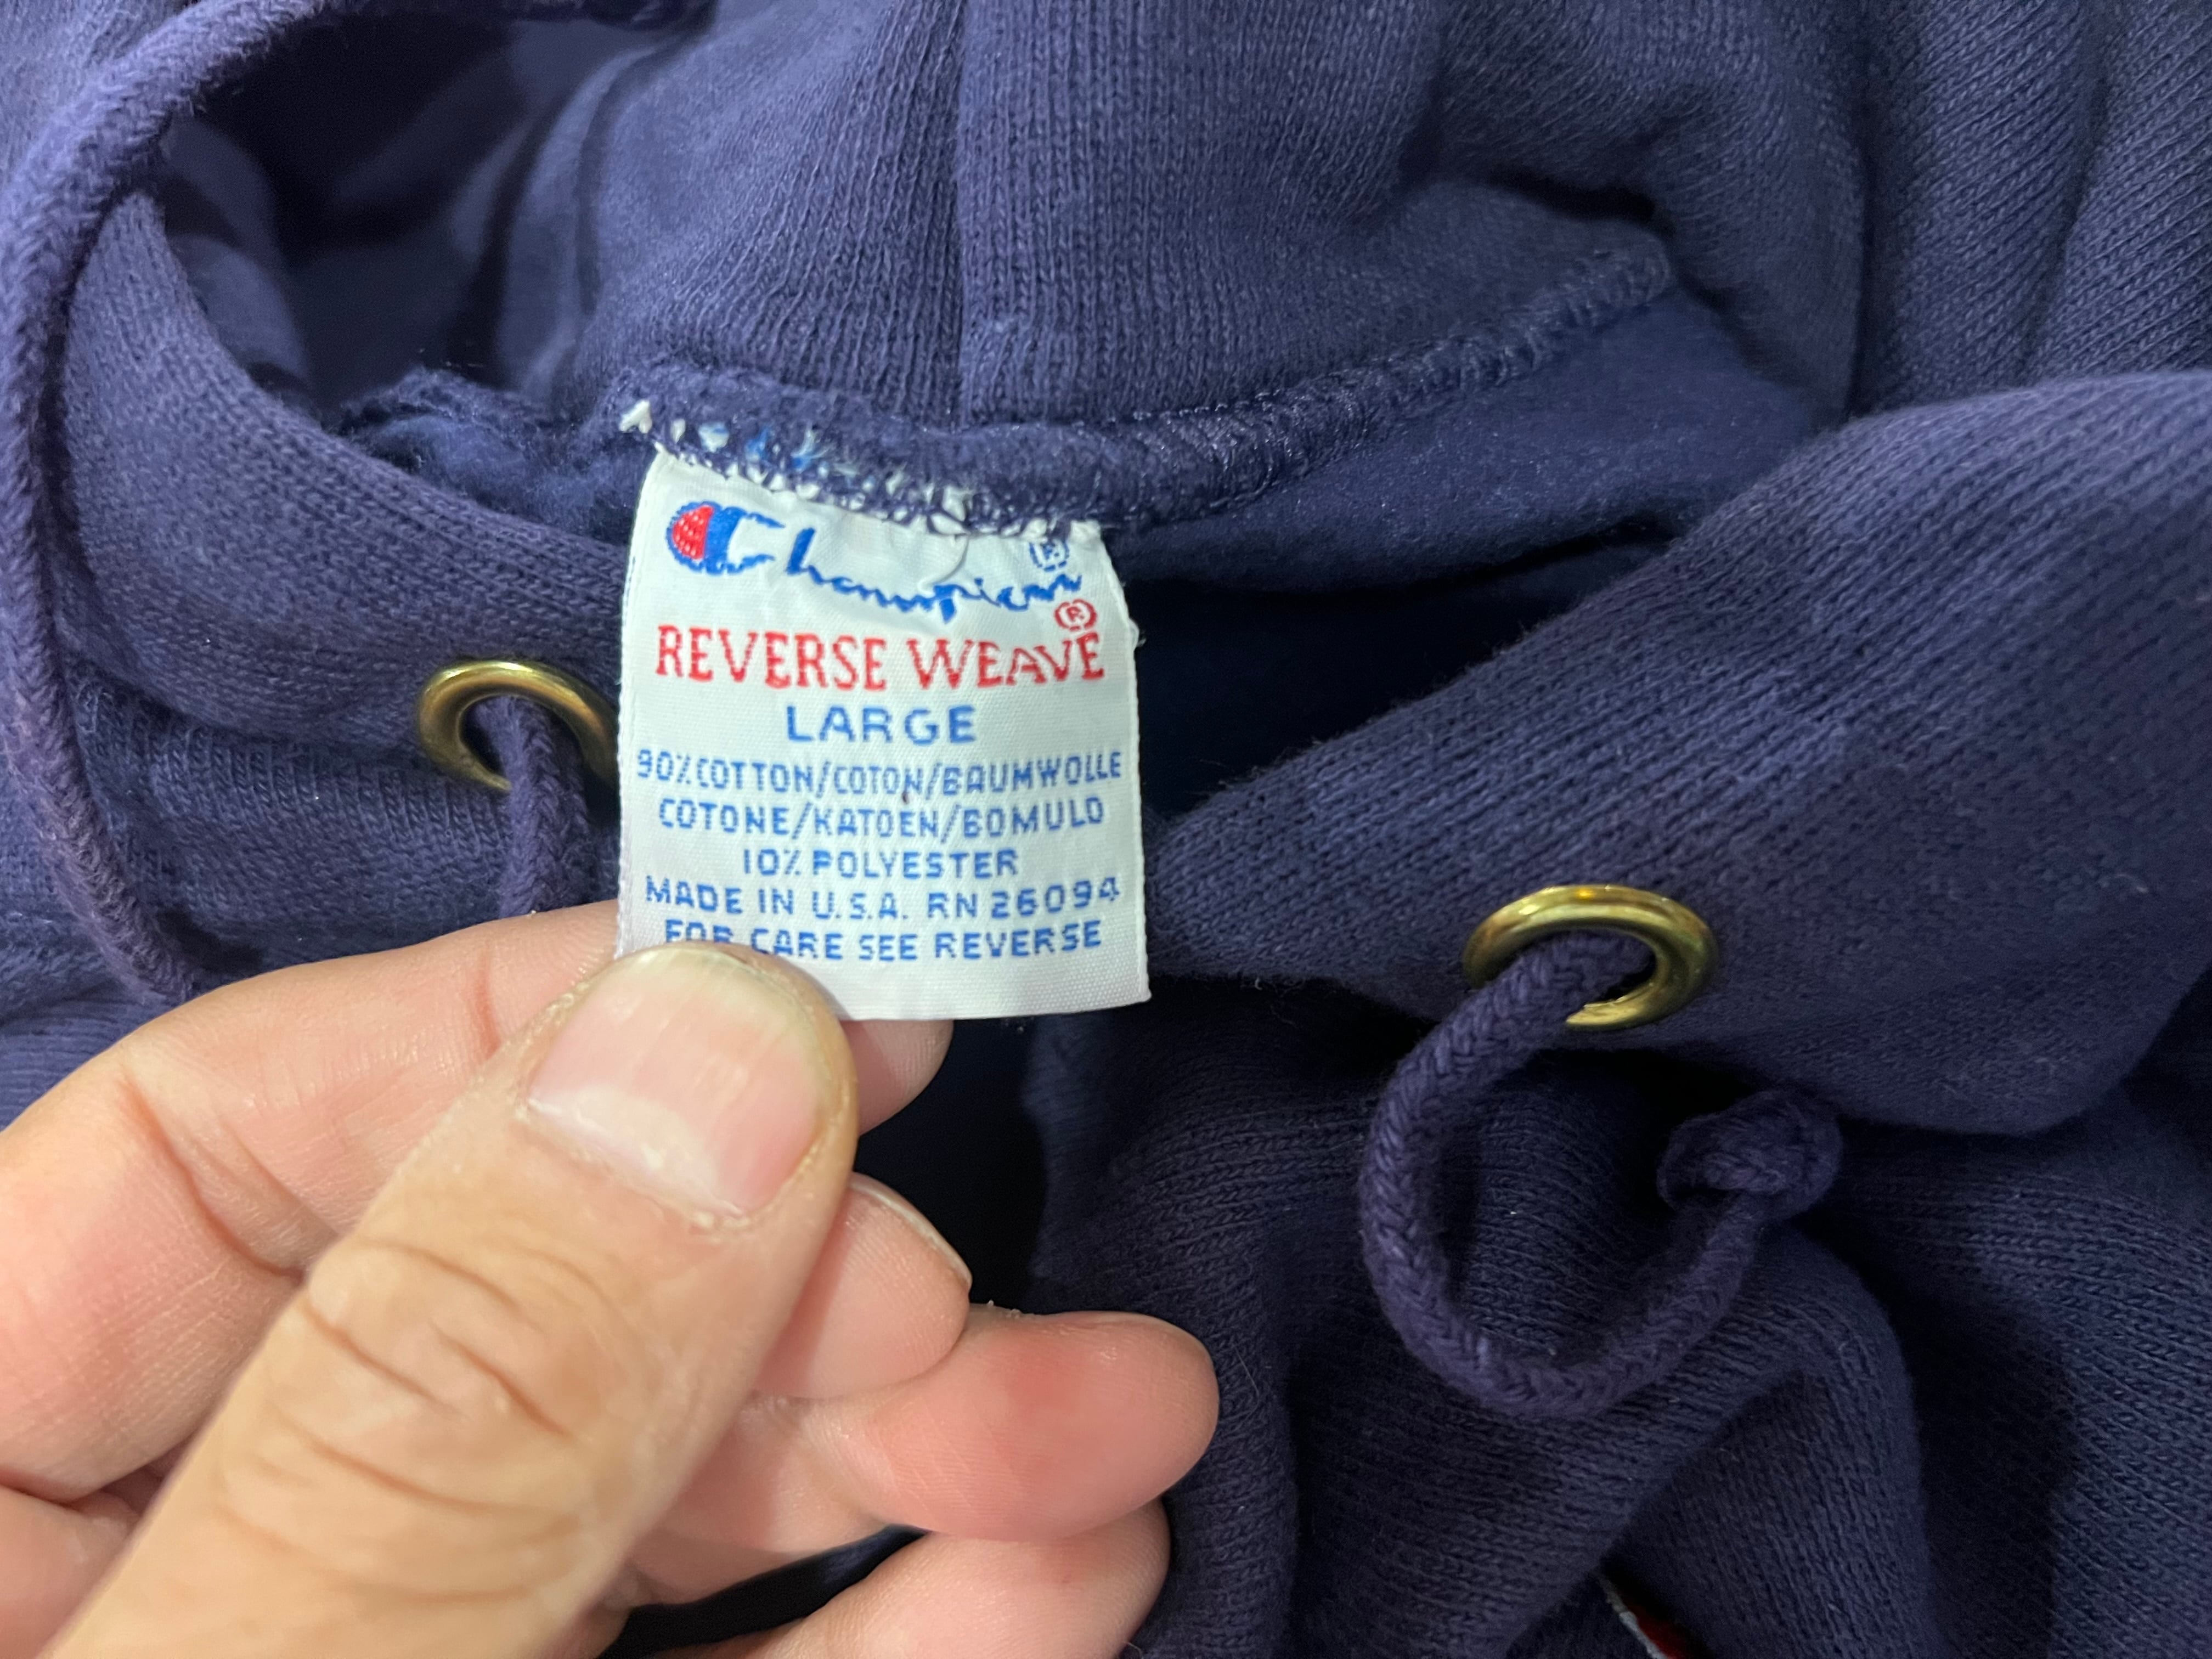 Champion®
REVERSE WEAVE®
LARGE
90% COTTON/COTON/BAUMWOLLE
COTONE/KATOEN/BOMULD
10% POLYESTER
MADE IN U.S.A. RN 26094
FOR CARE SEE REVERSE